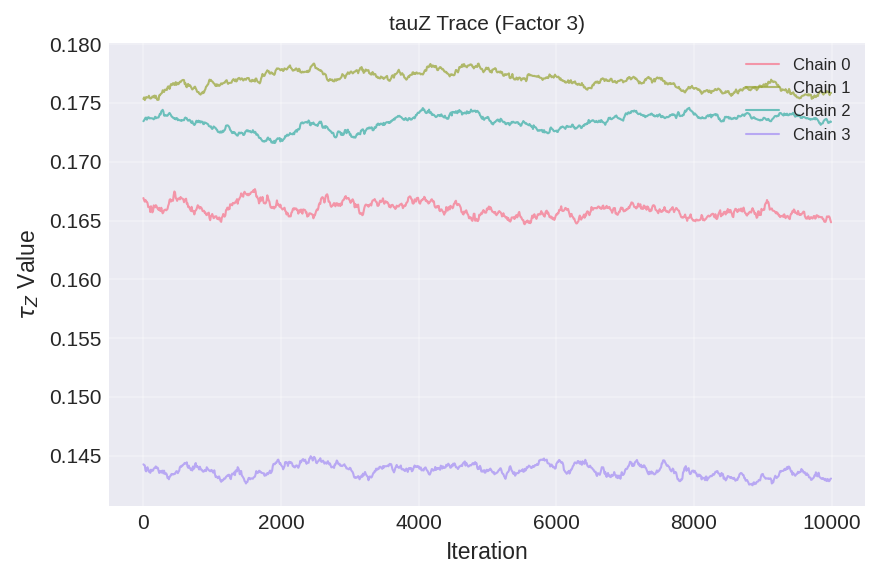 tauZ Trace (Factor 3)
τZ Value
0.180
0.175
0.170
0.165
0.160
0.155
0.150
0.145
Chain 0
Chain 1
Chain 2
Chain 3
0 2000 4000 6000 8000 10000
Iteration